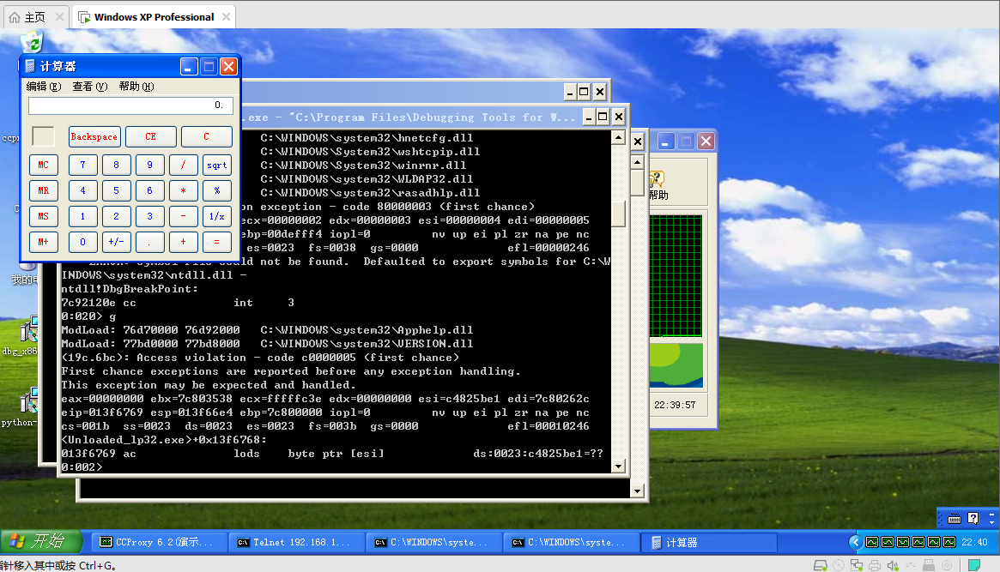 主页
Windows XP Professional
计算器
编辑(E) 查看(V) 帮助(H)
0.
Backspace CE C
MC 7 8 9 / sqrt
MR 4 5 6 * %
MS 1 2 3 - 1/x
M+ 0 +/- . + =
.exe - "C:\Program Files\Debugging Tools for W...
C:\WINDOWS\system32\hnetcfg.dll
C:\WINDOWS\system32\wshtcpip.dll
C:\WINDOWS\system32\winrnr.dll
C:\WINDOWS\system32\WLDAP32.dll
C:\WINDOWS\system32\rasadhlp.dll
on exception - code 80000003 (first chance)
ecx=00000002 edx=00000003 esi=00000004 edi=00000005
ebp=00defff4 iopl=0 nv up ei pl zr na pe nc
es=0023 fs=0038 gs=0000 efl=00000246
not be found. Defaulted to export symbols for C:\W
INDOWS\system32\ntdll.dll -
ntdll!DbgBreakPoint:
7c92120e cc int 3
0:020> g
ModLoad: 76d70000 76d92000 C:\WINDOWS\system32\Apphelp.dll
ModLoad: 77bd0000 77bd8000 C:\WINDOWS\system32\VERSION.dll
(19c.6bc): Access violation - code c0000005 (first chance)
First chance exceptions are reported before any exception handling.
This exception may be expected and handled.
eax=00000000 ebx=7c803538 ecx=fffffc3e edx=00000000 esi=c4825be1 edi=7c80262c
eip=013f6769 esp=013f66e4 ebp=7c800000 iopl=0 nv up ei pl zr na pe nc
cs=001b ss=0023 ds=0023 es=0023 fs=003b gs=0000 efl=00010246
<Unloaded_lp32.exe>+0x13f6768:
013f6769 ac lods byte ptr [esi] ds:0023:c4825be1=??
0:002>
帮助
22:39:57
ccp
C
我的电
dbg_x86
python-
开始
CCProxy 6.2(演示...
Telnet 192.168.1...
C:\WINDOWS\syste...
C:\WINDOWS\syste...
计算器
22:40
指针移入其中或按 Ctrl+G。